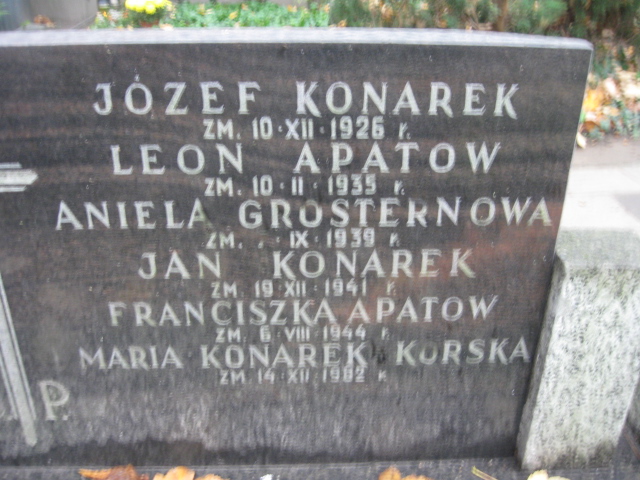 JÓZEF KONAREK
ZM. 10·XII·1926 r.
LEON APATOW
ZM. 10·II·1935 r.
ANIELA GROSTERNOWA
ZM. . IX·1939 r.
JAN KONAREK
ZM. 19·XII·1941 r.
FRANCISZKA APATOW
ZM. 6·VIII·1944 r.
MARIA KONAREK KORSKA
ZM. 14·XII·1982 r.
P.